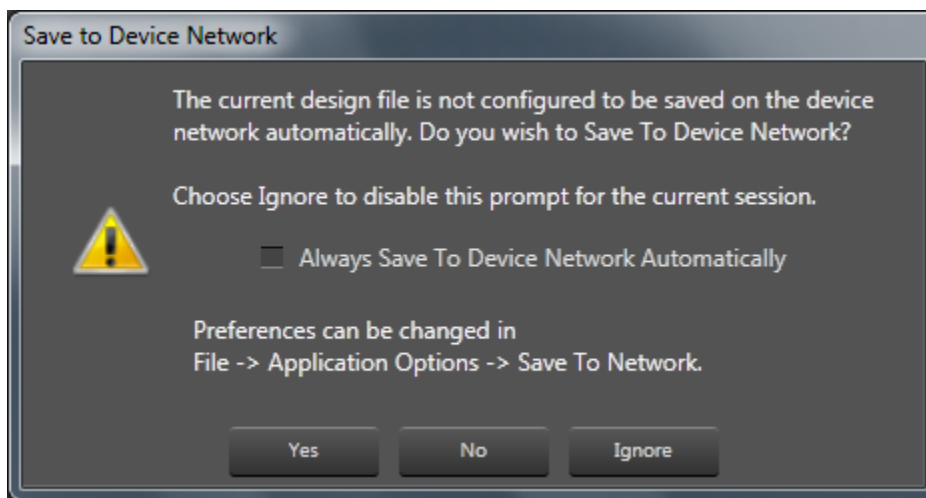 Save to Device Network
The current design file is not configured to be saved on the device
network automatically. Do you wish to Save To Device Network?
Choose Ignore to disable this prompt for the current session.
Always Save To Device Network Automatically
Preferences can be changed in
File -> Application Options -> Save To Network.
Yes No Ignore